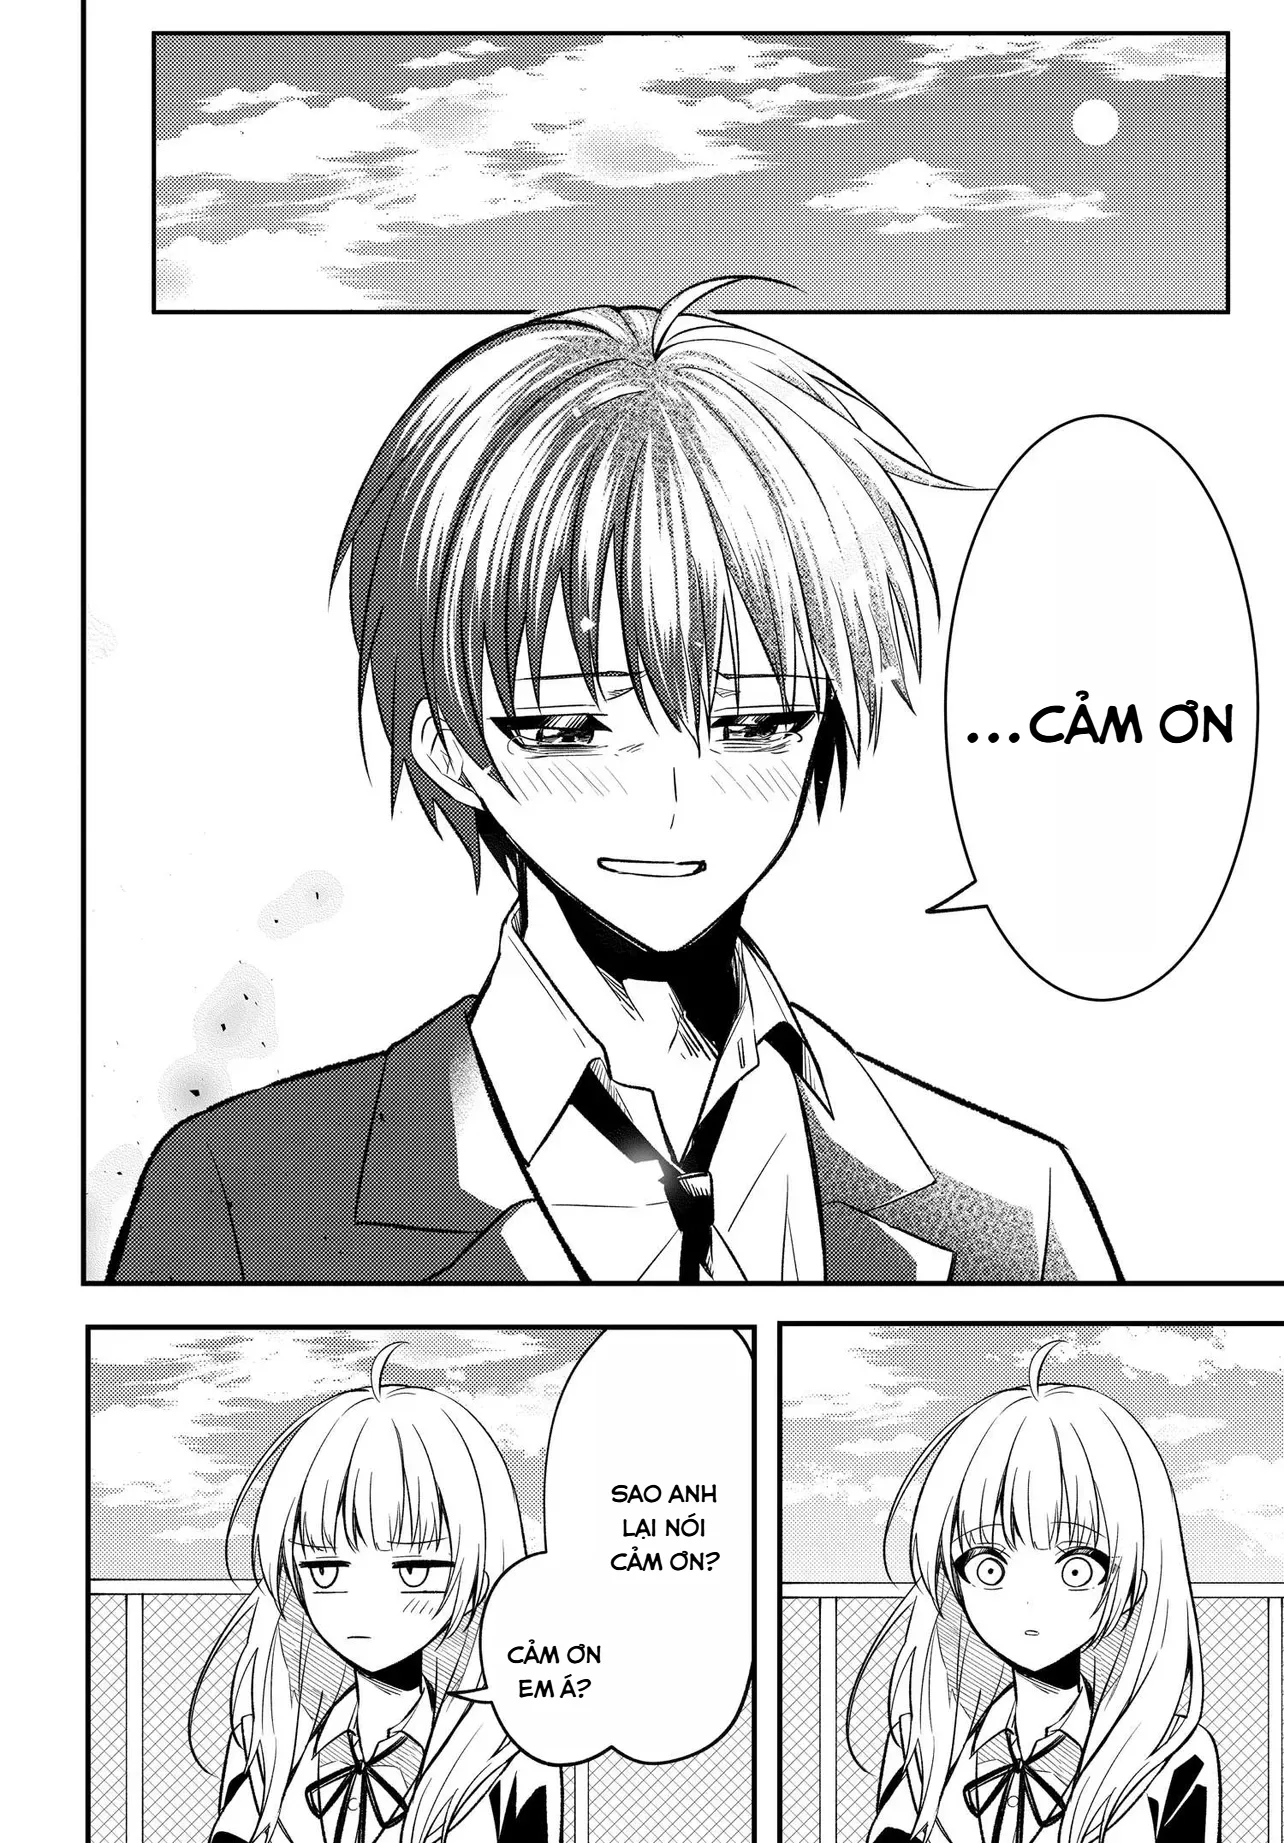 ...CẢM ƠN
SAO ANH
LẠI NÓI
CẢM ƠN?
CẢM ƠN
EM Á?